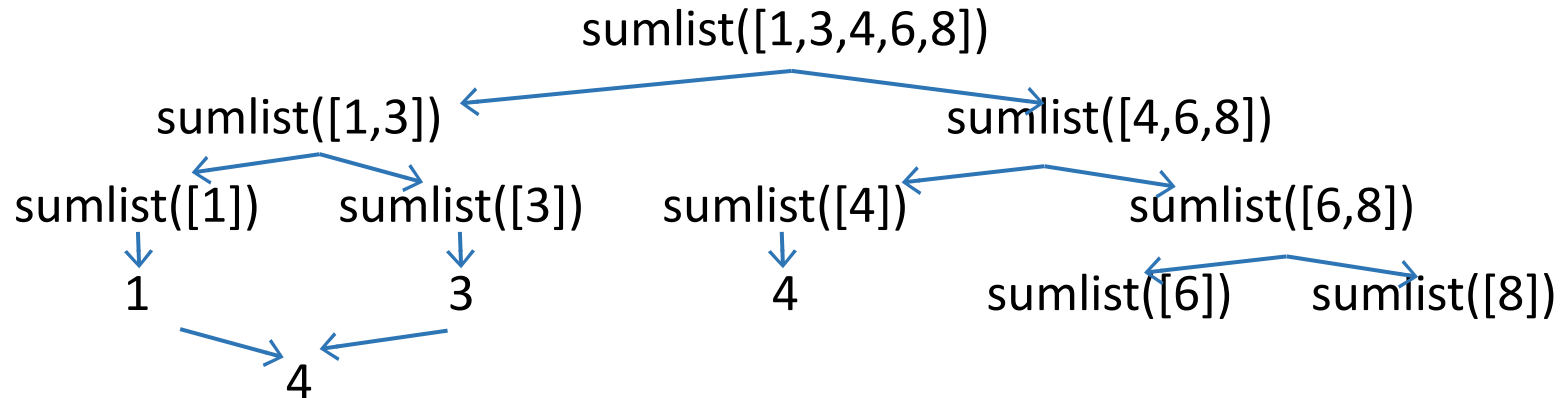 sumlist([1,3,4,6,8])
sumlist([1,3]) sumlist([4,6,8])
sumlist([1]) sumlist([3]) sumlist([4]) sumlist([6,8])
1 3 4 sumlist([6]) sumlist([8])
4